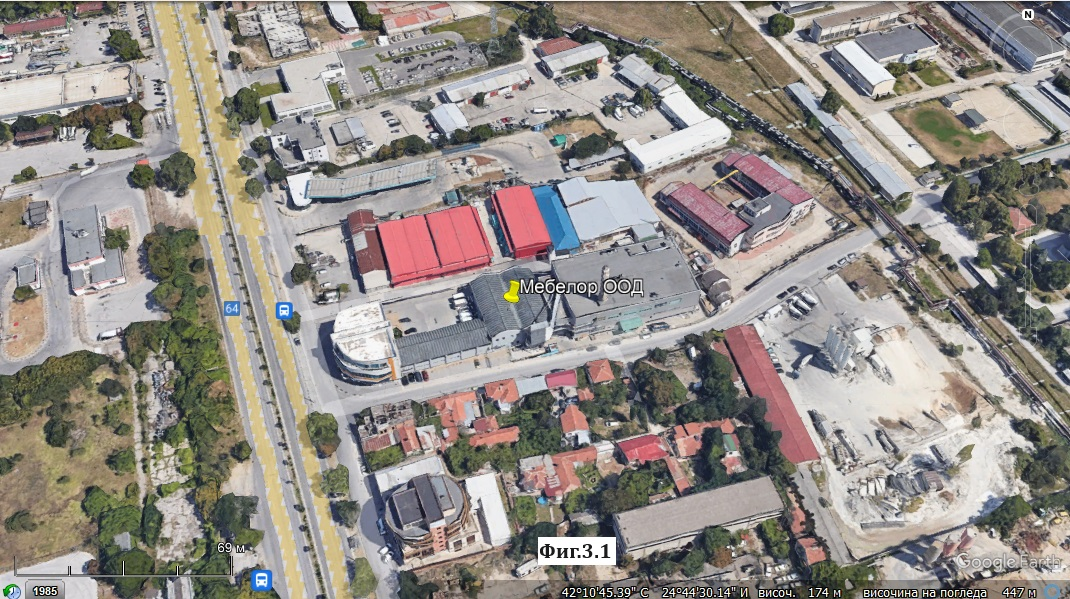 N
64
Мебелор ООД
69 м
Фиг.3.1
Google Earth
1985
42°10'45.39" С 24°44'30.14" И височ. 174 м височина на погледа 447 м